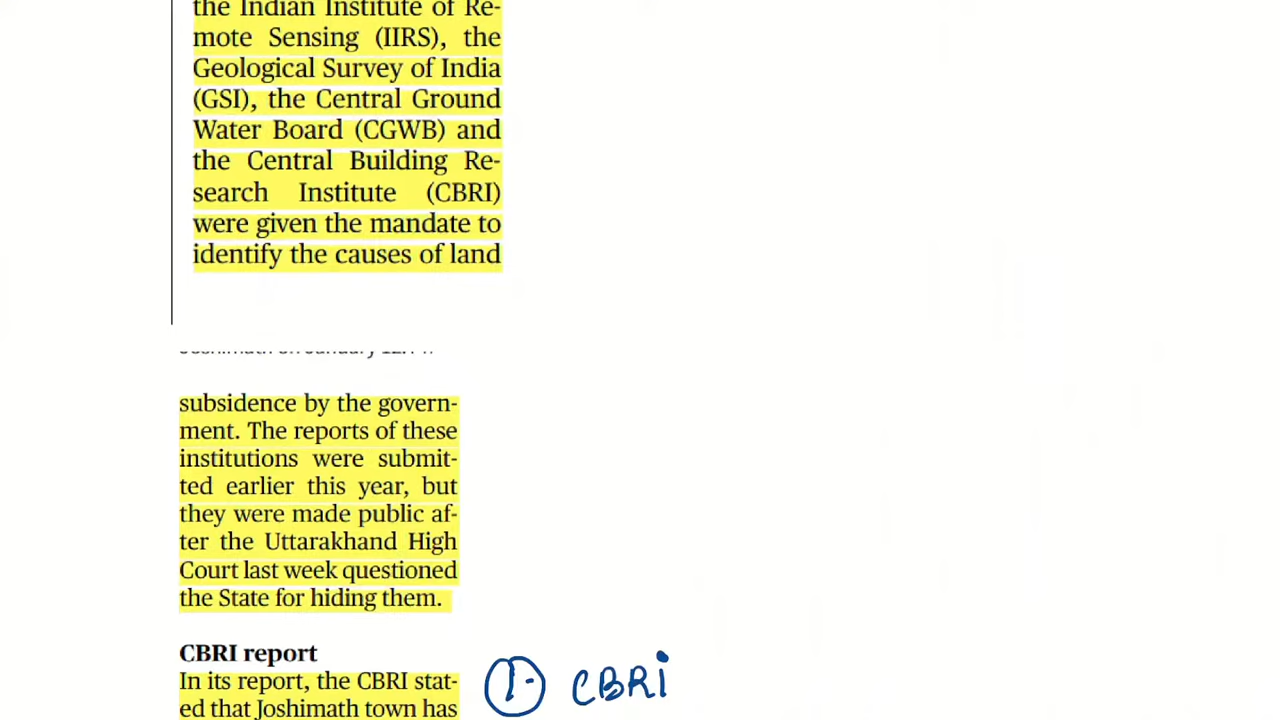 the Indian Institute of Re-
mote Sensing (IIRS), the
Geological Survey of India
(GSI), the Central Ground
Water Board (CGWB) and
the Central Building Re-
search Institute (CBRI)
were given the mandate to
identify the causes of land
Joshimath on January 12.
subsidence by the govern-
ment. The reports of these
institutions were submit-
ted earlier this year, but
they were made public af-
ter the Uttarakhand High
Court last week questioned
the State for hiding them.
CBRI report
In its report, the CBRI stat-
ed that Joshimath town has
1. CBRI